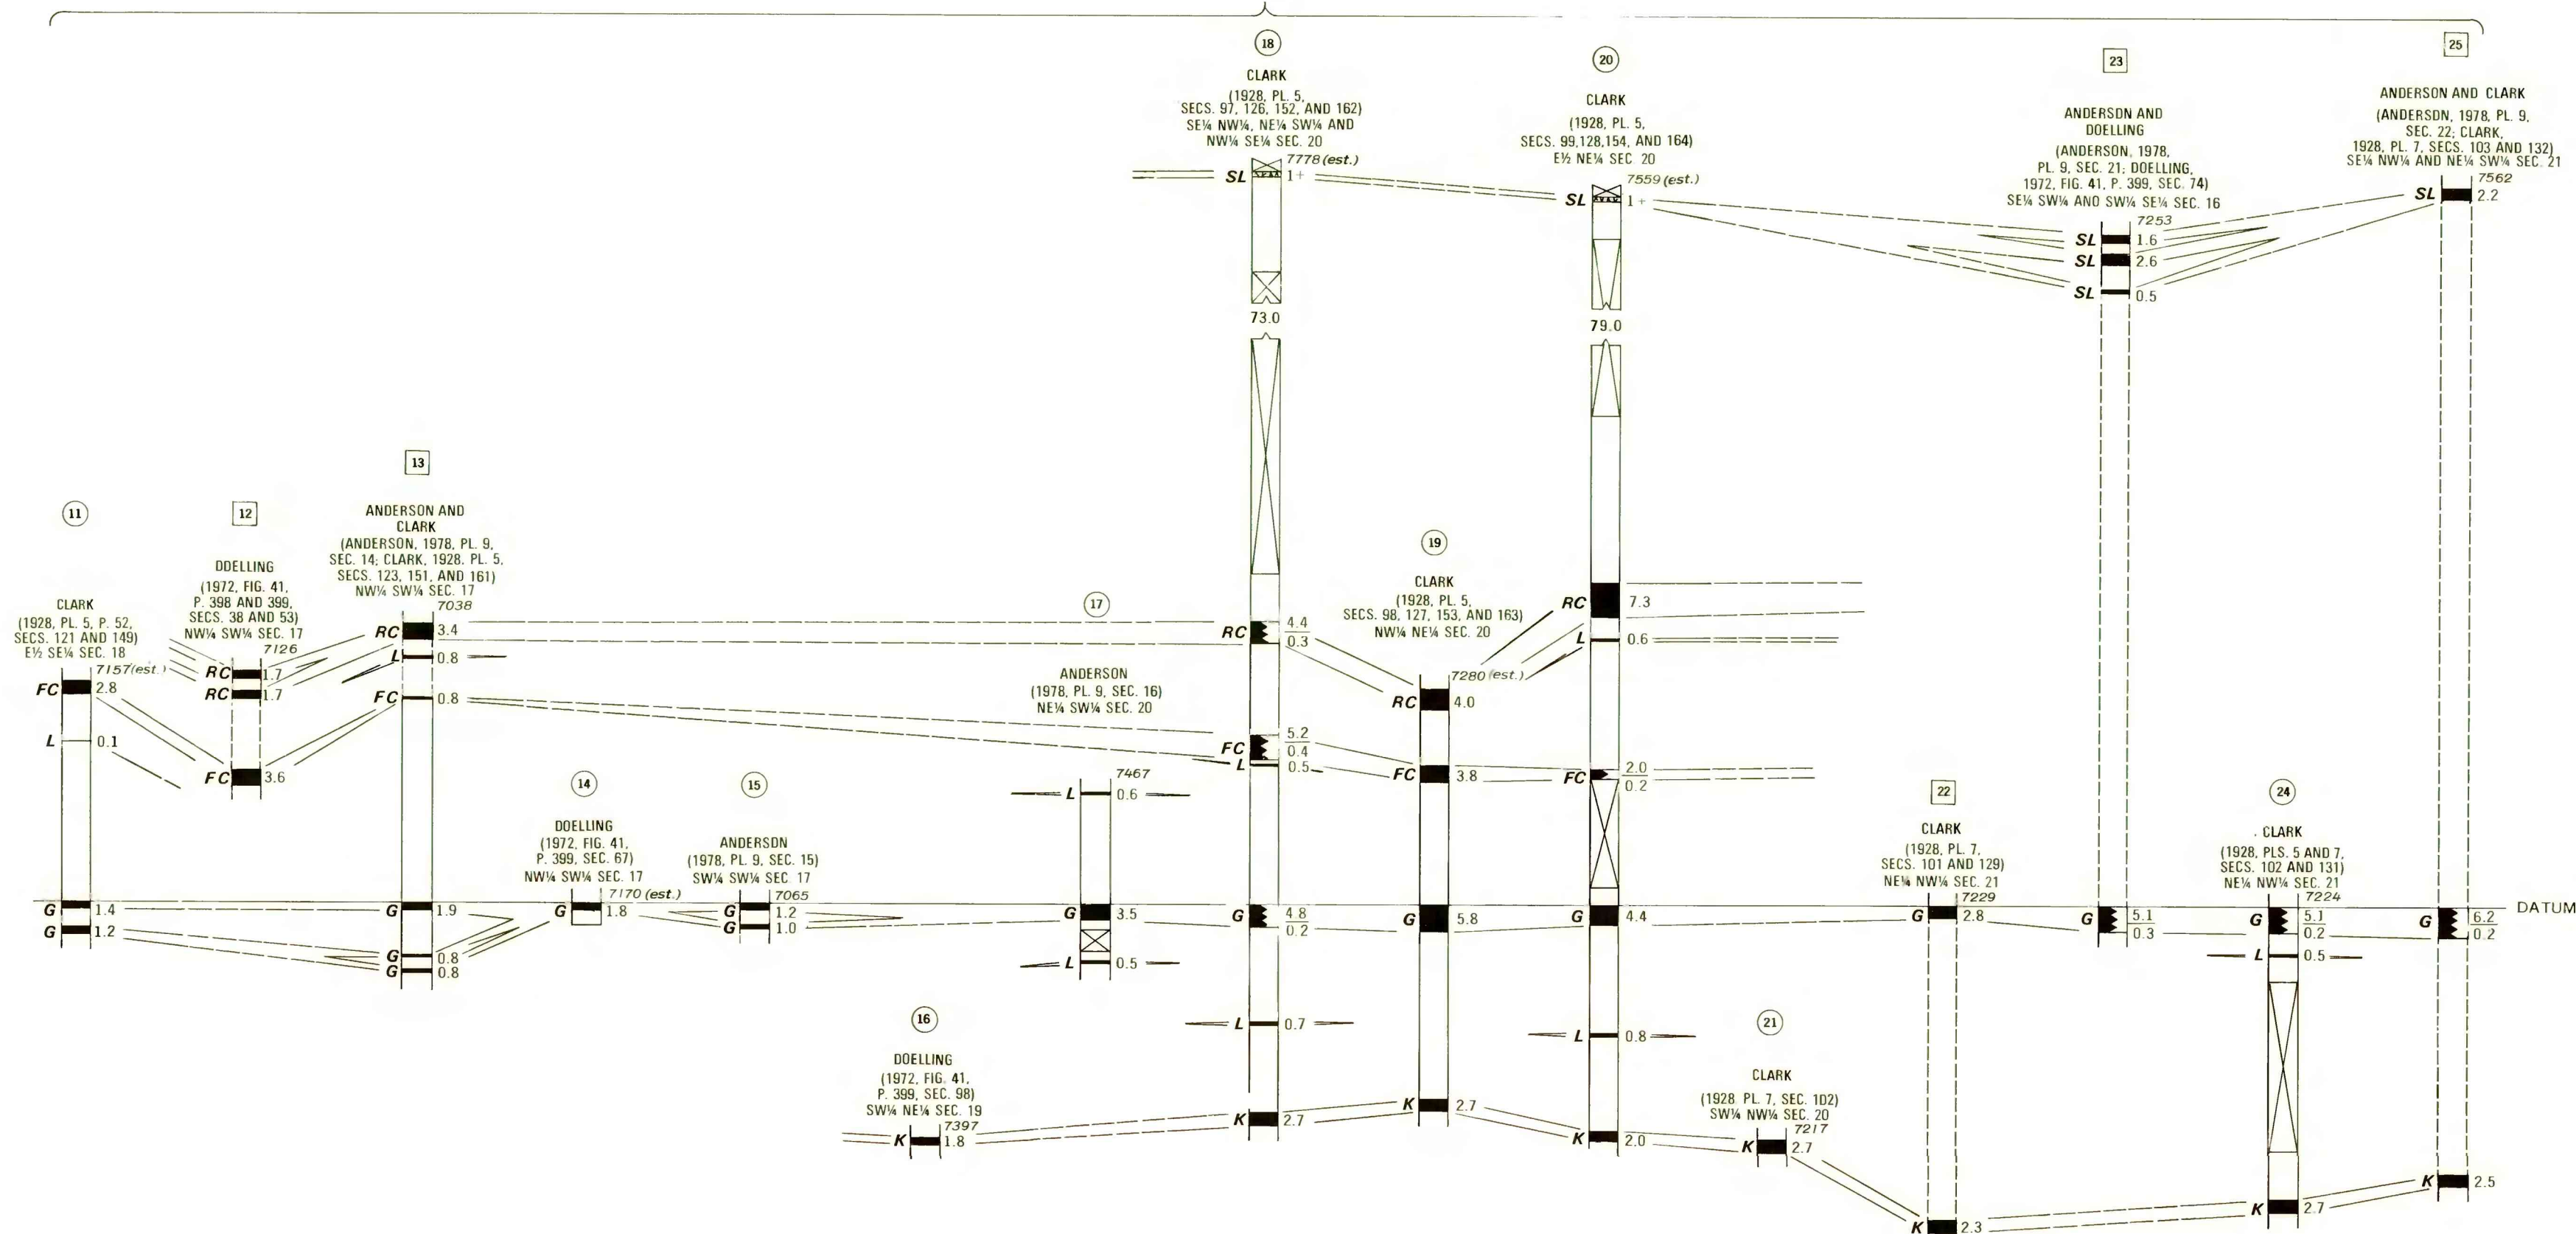 11
CLARK
(1928, PL. 5, P. 52,
SECS. 121 AND 149)
E½ SE¼ SEC. 18
7157(est.)
FC 2.8
L 0.1
G 1.4
G 1.2
12
DDELLING
(1972, FIG. 41,
P. 398 AND 399,
SECS. 38 AND 53)
NW¼ SW¼ SEC. 17
7126
RC 1.7
RC 1.7
FC 3.6
13
ANDERSON AND
CLARK
(ANDERSON, 1978, PL. 9,
SEC. 14; CLARK, 1928. PL. 5,
SECS. 123, 151, AND 161)
NW¼ SW¼ SEC. 17
7038
RC 3.4
L 0.8
FC 0.8
G 1.9
G 0.8
G 0.8
14
DOELLING
(1972, FIG. 41,
P. 399, SEC. 67)
NW¼ SW¼ SEC. 17
7170 (est.)
G 1.8
15
ANDERSDN
(1978, PL. 9, SEC. 15)
SW¼ SW¼ SEC. 17
7065
G 1.2
G 1.0
16
DOELLING
(1972, FIG. 41,
P. 399, SEC. 98)
SW¼ NE¼ SEC. 19
7397
K 1.8
17
ANDERSON
(1978, PL. 9, SEC. 16)
NE¼ SW¼ SEC. 20
7467
L 0.6
G 3.5
L 0.5
18
CLARK
(1928, PL. 5,
SECS. 97, 126, 152, AND 162)
SE¼ NW¼, NE¼ SW¼ AND
NW¼ SE¼ SEC. 20
7778 (est.)
SL 1+
73.0
4.4
RC 0.3
5.2
FC 0.4
L 0.5
4.8
G 0.2
L 0.7
K 2.7
19
CLARK
(1928, PL. 5,
SECS. 98, 127, 153, AND 163)
NW¼ NE¼ SEC. 20
7280 (est.)
RC 4.0
FC 3.8
G 5.8
K 2.7
20
CLARK
(1928, PL. 5,
SECS. 99,128,154, AND 164)
E½ NE¼ SEC. 20
7559 (est.)
SL 1+
79.0
RC 7.3
L 0.6
2.0
FC 0.2
G 4.4
L 0.8
K 2.0
21
CLARK
(1928. PL. 7, SEC. 1D2)
SW¼ NW¼ SEC. 20
7217
K 2.7
22
CLARK
(1928, PL. 7,
SECS. 101 AND 129)
NE¼ NW¼ SEC. 21
7229
G 2.8
K 2.3
23
ANDERSDN AND
DOELLING
(ANDERSON, 1978,
PL. 9, SEC. 21; DOELLING,
1972, FIG. 41, P. 399, SEC. 74)
SE¼ SW¼ AND SW¼ SE¼ SEC. 16
7253
SL 1.6
SL 2.6
SL 0.5
5.1
G 0.3
24
. CLARK
(1928, PLS. 5 AND 7,
SECS. 102 AND 131)
NE¼ NW¼ SEC. 21
7224
5.1
G 0.2
L 0.5
K 2.7
25
ANDERSON AND CLARK
(ANDERSON, 1978, PL. 9,
SEC. 22; CLARK,
1928, PL. 7, SECS. 103 AND 132)
SE¼ NW¼ AND NE¼ SW¼ SEC. 21
7562
SL 2.2
6.2
G 0.2
K 2.5
DATUM